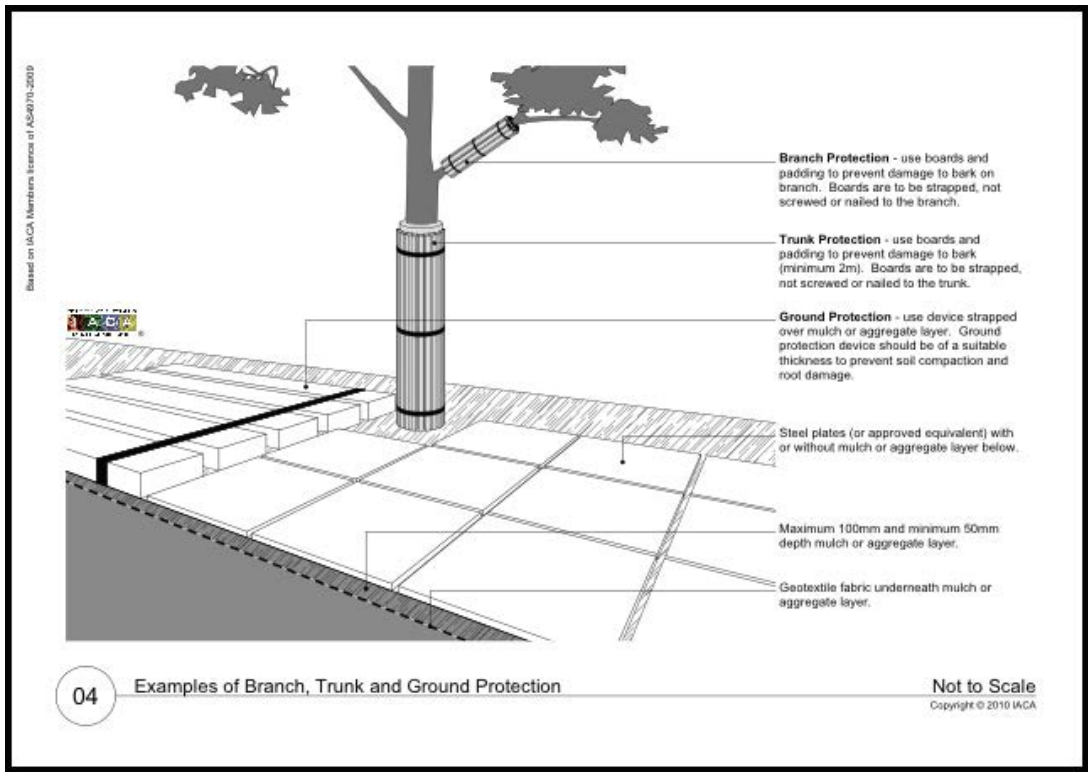 Based on IACA Members licence of AS4970-2009
Branch Protection - use boards and
padding to prevent damage to bark on
branch. Boards are to be strapped, not
screwed or nailed to the branch.
Trunk Protection - use boards and
padding to prevent damage to bark
(minimum 2m). Boards are to be strapped,
not screwed or nailed to the trunk.
IACA
®
Ground Protection - use device strapped
over mulch or aggregate layer. Ground
protection device should be of a suitable
thickness to prevent soil compaction and
root damage.
Steel plates (or approved equivalent) with
or without mulch or aggregate layer below.
Maximum 100mm and minimum 50mm
depth mulch or aggregate layer.
Geotextile fabric underneath mulch or
aggregate layer.
04
Examples of Branch, Trunk and Ground Protection
Not to Scale
Copyright © 2010 IACA